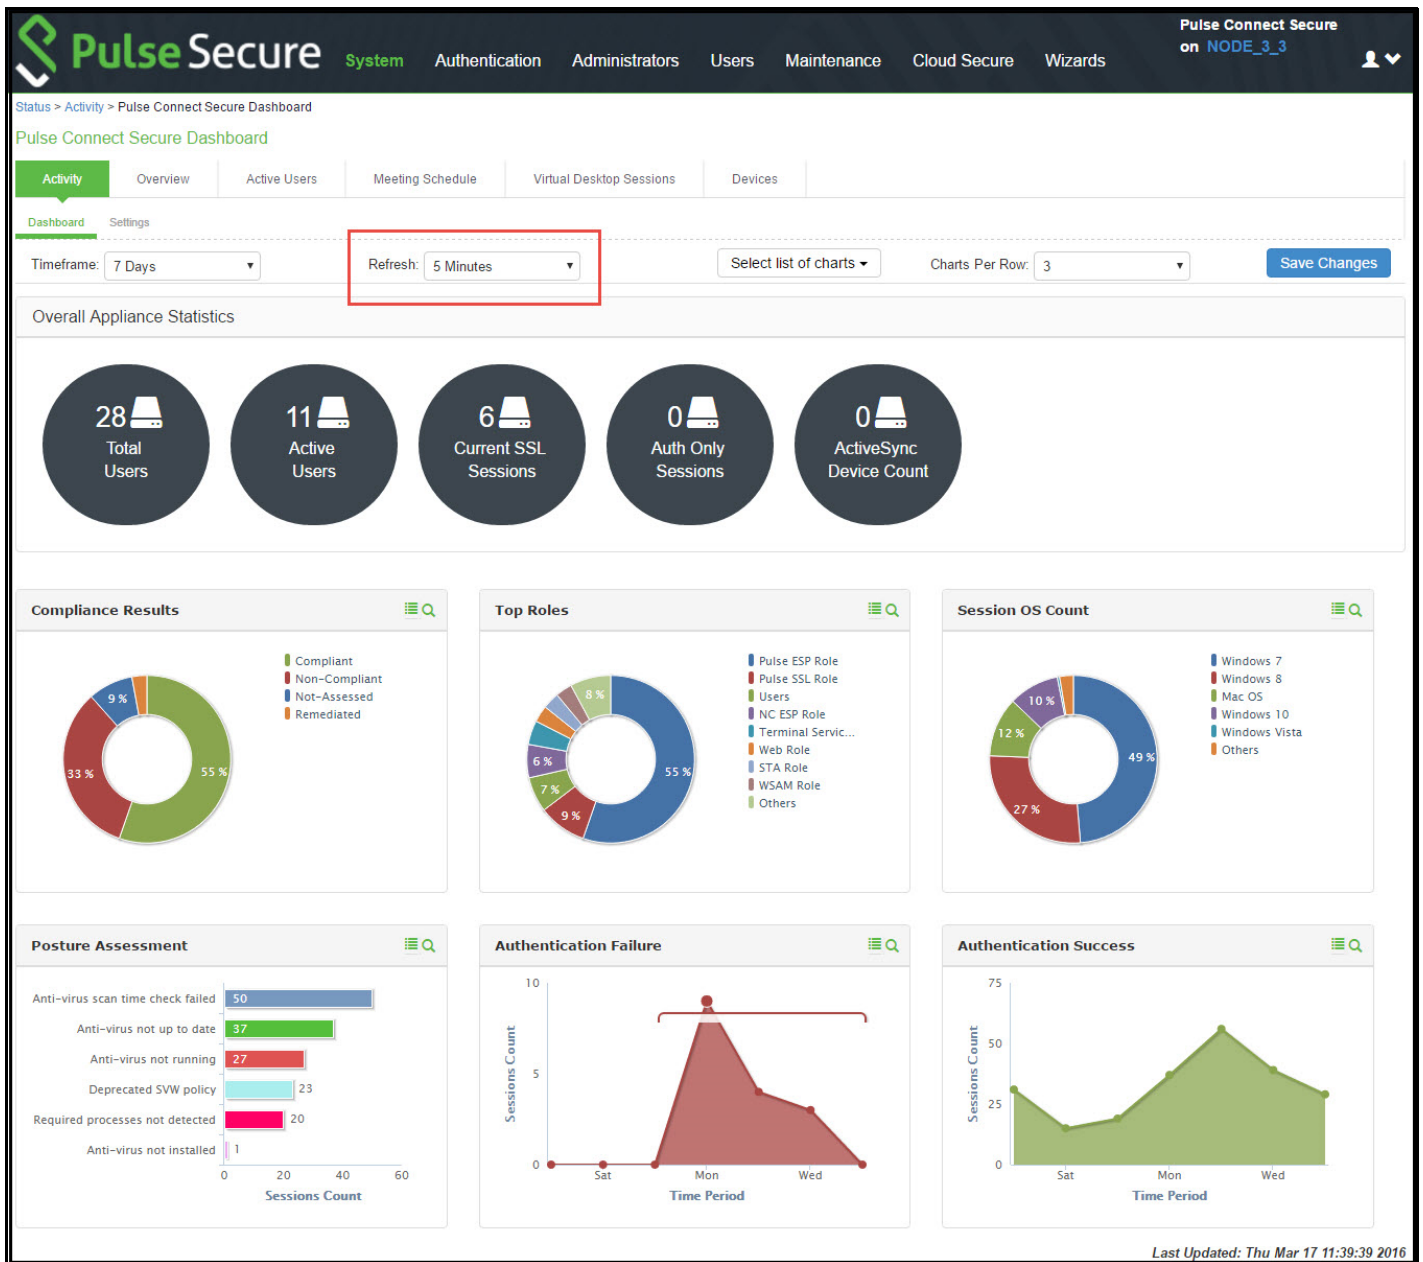 Pulse Secure
System Authentication Administrators Users Maintenance Cloud Secure Wizards
Pulse Connect Secure
on NODE_3_3
Status > Activity > Pulse Connect Secure Dashboard
Pulse Connect Secure Dashboard
Activity Overview Active Users Meeting Schedule Virtual Desktop Sessions Devices
Dashboard Settings
Timeframe: 7 Days Refresh: 5 Minutes Select list of charts Charts Per Row: 3 Save Changes
Overall Appliance Statistics
28
Total
Users
11
Active
Users
6
Current SSL
Sessions
0
Auth Only
Sessions
0
ActiveSync
Device Count
Compliance Results
Compliant
Non-Compliant
Not-Assessed
Remediated
9 %
33 %
55 %
Top Roles
Pulse ESP Role
Pulse SSL Role
Users
NC ESP Role
Terminal Servic...
Web Role
STA Role
WSAM Role
Others
8 %
6 %
7 %
9 %
55 %
Session OS Count
Windows 7
Windows 8
Mac OS
Windows 10
Windows Vista
Others
10 %
12 %
27 %
49 %
Posture Assessment
Anti-virus scan time check failed 50
Anti-virus not up to date 37
Anti-virus not running 27
Deprecated SVW policy 23
Required processes not detected 20
Anti-virus not installed 1
0 20 40 60
Sessions Count
Authentication Failure
10
5
0
Sessions Count
Sat Mon Wed
Time Period
Authentication Success
75
50
25
0
Sessions Count
Sat Mon Wed
Time Period
Last Updated: Thu Mar 17 11:39:39 2016